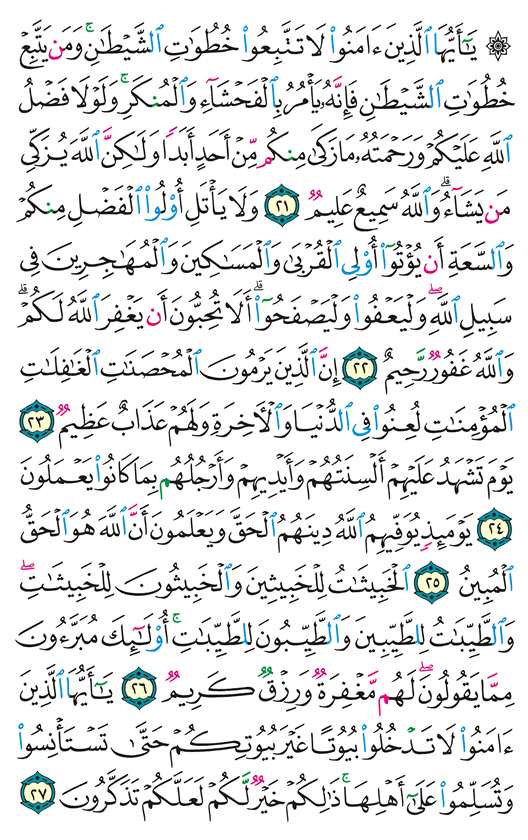 ۞ يَٰٓأَيُّهَا ٱلَّذِينَ ءَامَنُوا۟ لَا تَتَّبِعُوا۟ خُطُوَٰتِ ٱلشَّيْطَٰنِ ۚ وَمَن يَتَّبِعْ
خُطُوَٰتِ ٱلشَّيْطَٰنِ فَإِنَّهُۥ يَأْمُرُ بِٱلْفَحْشَآءِ وَٱلْمُنكَرِ ۚ وَلَوْلَا فَضْلُ
ٱللَّهِ عَلَيْكُمْ وَرَحْمَتُهُۥ مَا زَكَىٰ مِنكُم مِّنْ أَحَدٍ أَبَدًا وَلَٰكِنَّ ٱللَّهَ يُزَكِّى
مَن يَشَآءُ ۗ وَٱللَّهُ سَمِيعٌ عَلِيمٌ ٢١ وَلَا يَأْتَلِ أُو۟لُوا۟ ٱلْفَضْلِ مِنكُمْ
وَٱلسَّعَةِ أَن يُؤْتُوٓا۟ أُو۟لِى ٱلْقُرْبَىٰ وَٱلْمَسَٰكِينَ وَٱلْمُهَٰجِرِينَ فِى
سَبِيلِ ٱللَّهِ ۖ وَلْيَعْفُوا۟ وَلْيَصْفَحُوٓا۟ ۗ أَلَا تُحِبُّونَ أَن يَغْفِرَ ٱللَّهُ لَكُمْ ۗ
وَٱللَّهُ غَفُورٌ رَّحِيمٌ ٢٢ إِنَّ ٱلَّذِينَ يَرْمُونَ ٱلْمُحْصَنَٰتِ ٱلْغَٰفِلَٰتِ
ٱلْمُؤْمِنَٰتِ لُعِنُوا۟ فِى ٱلدُّنْيَا وَٱلْءَاخِرَةِ وَلَهُمْ عَذَابٌ عَظِيمٌ ٢٣
يَوْمَ تَشْهَدُ عَلَيْهِمْ أَلْسِنَتُهُمْ وَأَيْدِيهِمْ وَأَرْجُلُهُم بِمَا كَانُوا۟ يَعْمَلُونَ
٢٤ يَوْمَئِذٍ يُوَفِّيهِمُ ٱللَّهُ دِينَهُمُ ٱلْحَقَّ وَيَعْلَمُونَ أَنَّ ٱللَّهَ هُوَ ٱلْحَقُّ
ٱلْمُبِينُ ٢٥ ٱلْخَبِيثَٰتُ لِلْخَبِيثِينَ وَٱلْخَبِيثُونَ لِلْخَبِيثَٰتِ ۖ
وَٱلطَّيِّبَٰتُ لِلطَّيِّبِينَ وَٱلطَّيِّبُونَ لِلطَّيِّبَٰتِ ۚ أُو۟لَٰٓئِكَ مُبَرَّءُونَ
مِمَّا يَقُولُونَ ۖ لَهُم مَّغْفِرَةٌ وَرِزْقٌ كَرِيمٌ ٢٦ يَٰٓأَيُّهَا ٱلَّذِينَ
ءَامَنُوا۟ لَا تَدْخُلُوا۟ بُيُوتًا غَيْرَ بُيُوتِكُمْ حَتَّىٰ تَسْتَأْنِسُوا۟
وَتُسَلِّمُوا۟ عَلَىٰٓ أَهْلِهَا ۚ ذَٰلِكُمْ خَيْرٌ لَّكُمْ لَعَلَّكُمْ تَذَكَّرُونَ ٢٧